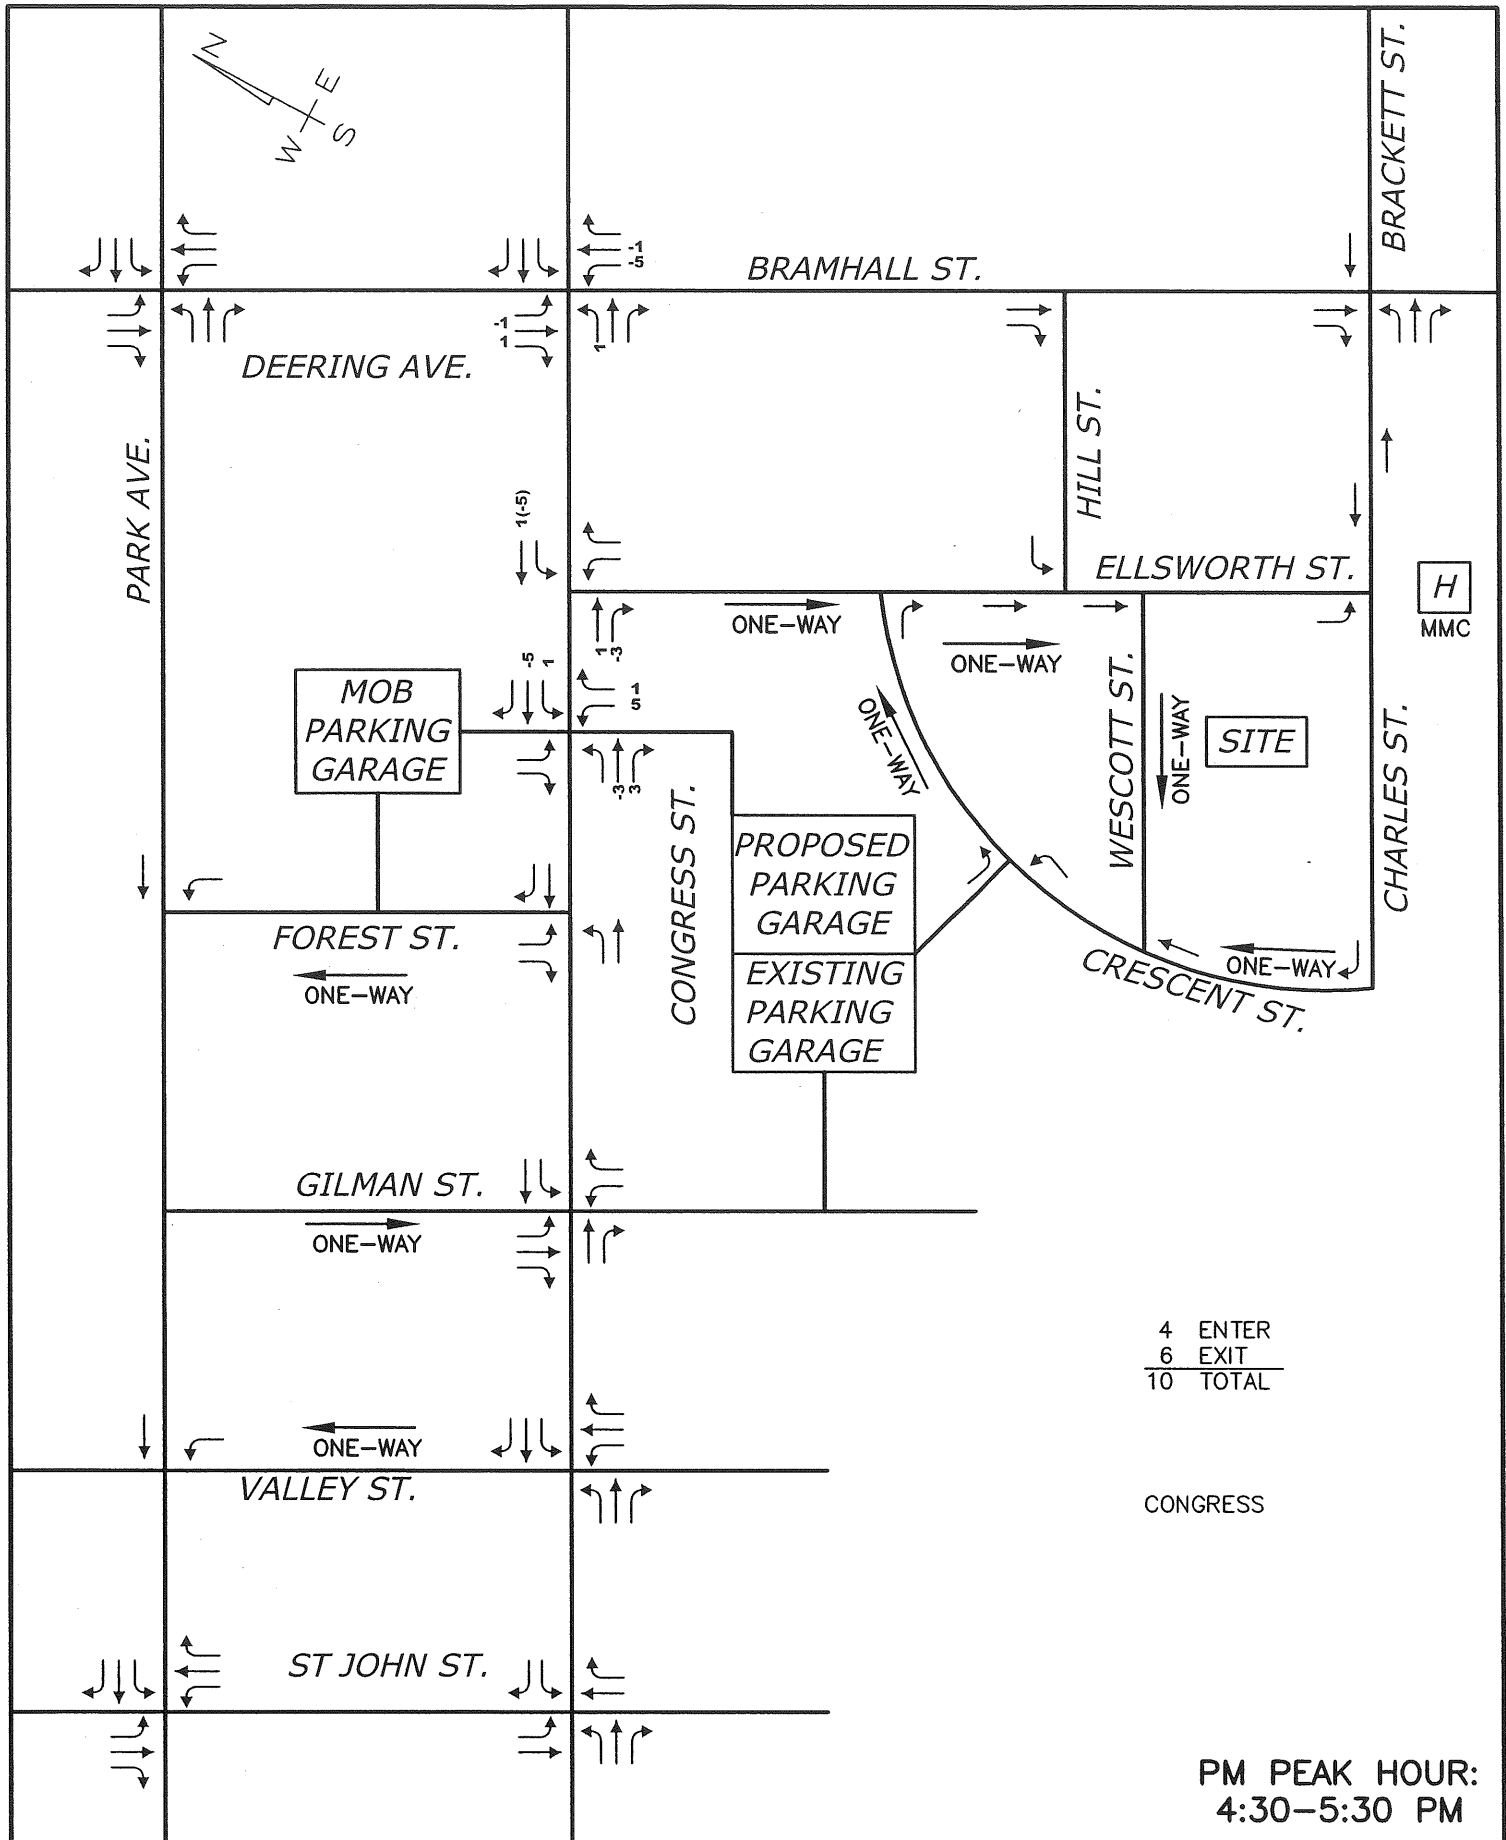 N
E
W
S
BRACKETT ST.
-1
-5
BRAMHALL ST.
-1
1
1
DEERING AVE.
PARK AVE.
HILL ST.
1(-5)
ELLSWORTH ST.
H
MMC
ONE-WAY
ONE-WAY
1
-3
-5
1
1
5
MOB
PARKING
GARAGE
ONE-WAY
WESCOTT ST.
ONE-WAY
SITE
CHARLES ST.
-3
3
CONGRESS ST.
PROPOSED
PARKING
GARAGE
EXISTING
PARKING
GARAGE
FOREST ST.
ONE-WAY
ONE-WAY
CRESCENT ST.
GILMAN ST.
ONE-WAY
4 ENTER
6 EXIT
10 TOTAL
ONE-WAY
VALLEY ST.
CONGRESS
ST JOHN ST.
PM PEAK HOUR:
4:30-5:30 PM